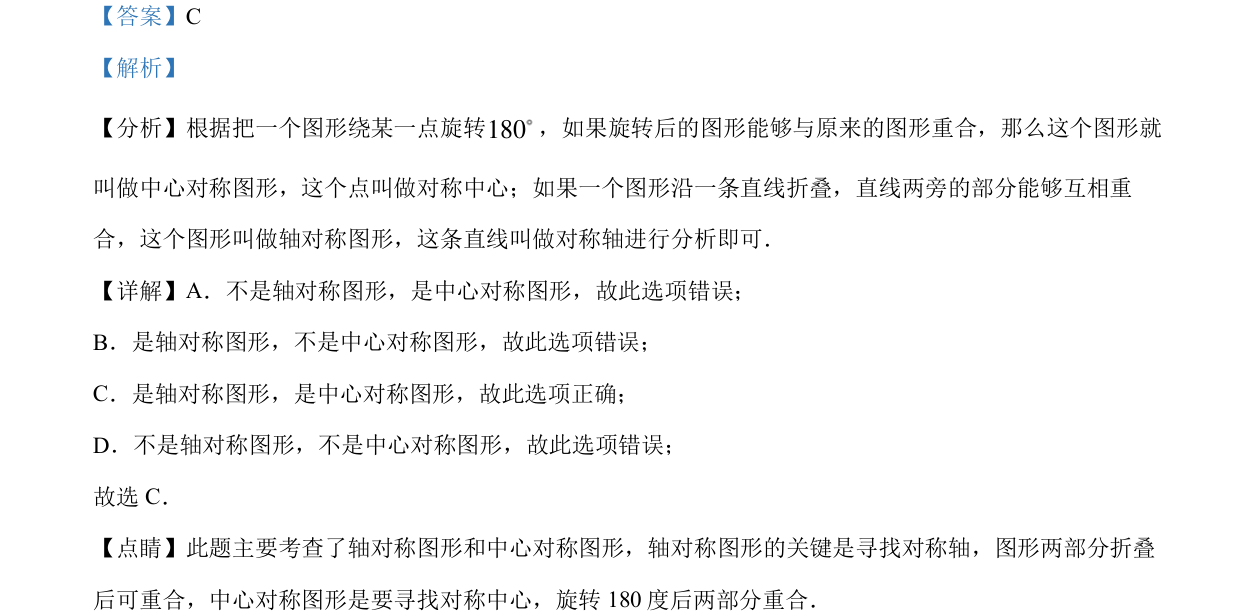 【答案】C
【解析】
【分析】根据把一个图形绕某一点旋转180°，如果旋转后的图形能够与原来的图形重合，那么这个图形就
叫做中心对称图形，这个点叫做对称中心；如果一个图形沿一条直线折叠，直线两旁的部分能够互相重
合，这个图形叫做轴对称图形，这条直线叫做对称轴进行分析即可．
【详解】A．不是轴对称图形，是中心对称图形，故此选项错误；
B．是轴对称图形，不是中心对称图形，故此选项错误；
C．是轴对称图形，是中心对称图形，故此选项正确；
D．不是轴对称图形，不是中心对称图形，故此选项错误；
故选 C．
【点睛】此题主要考查了轴对称图形和中心对称图形，轴对称图形的关键是寻找对称轴，图形两部分折叠
后可重合，中心对称图形是要寻找对称中心，旋转 180 度后两部分重合．